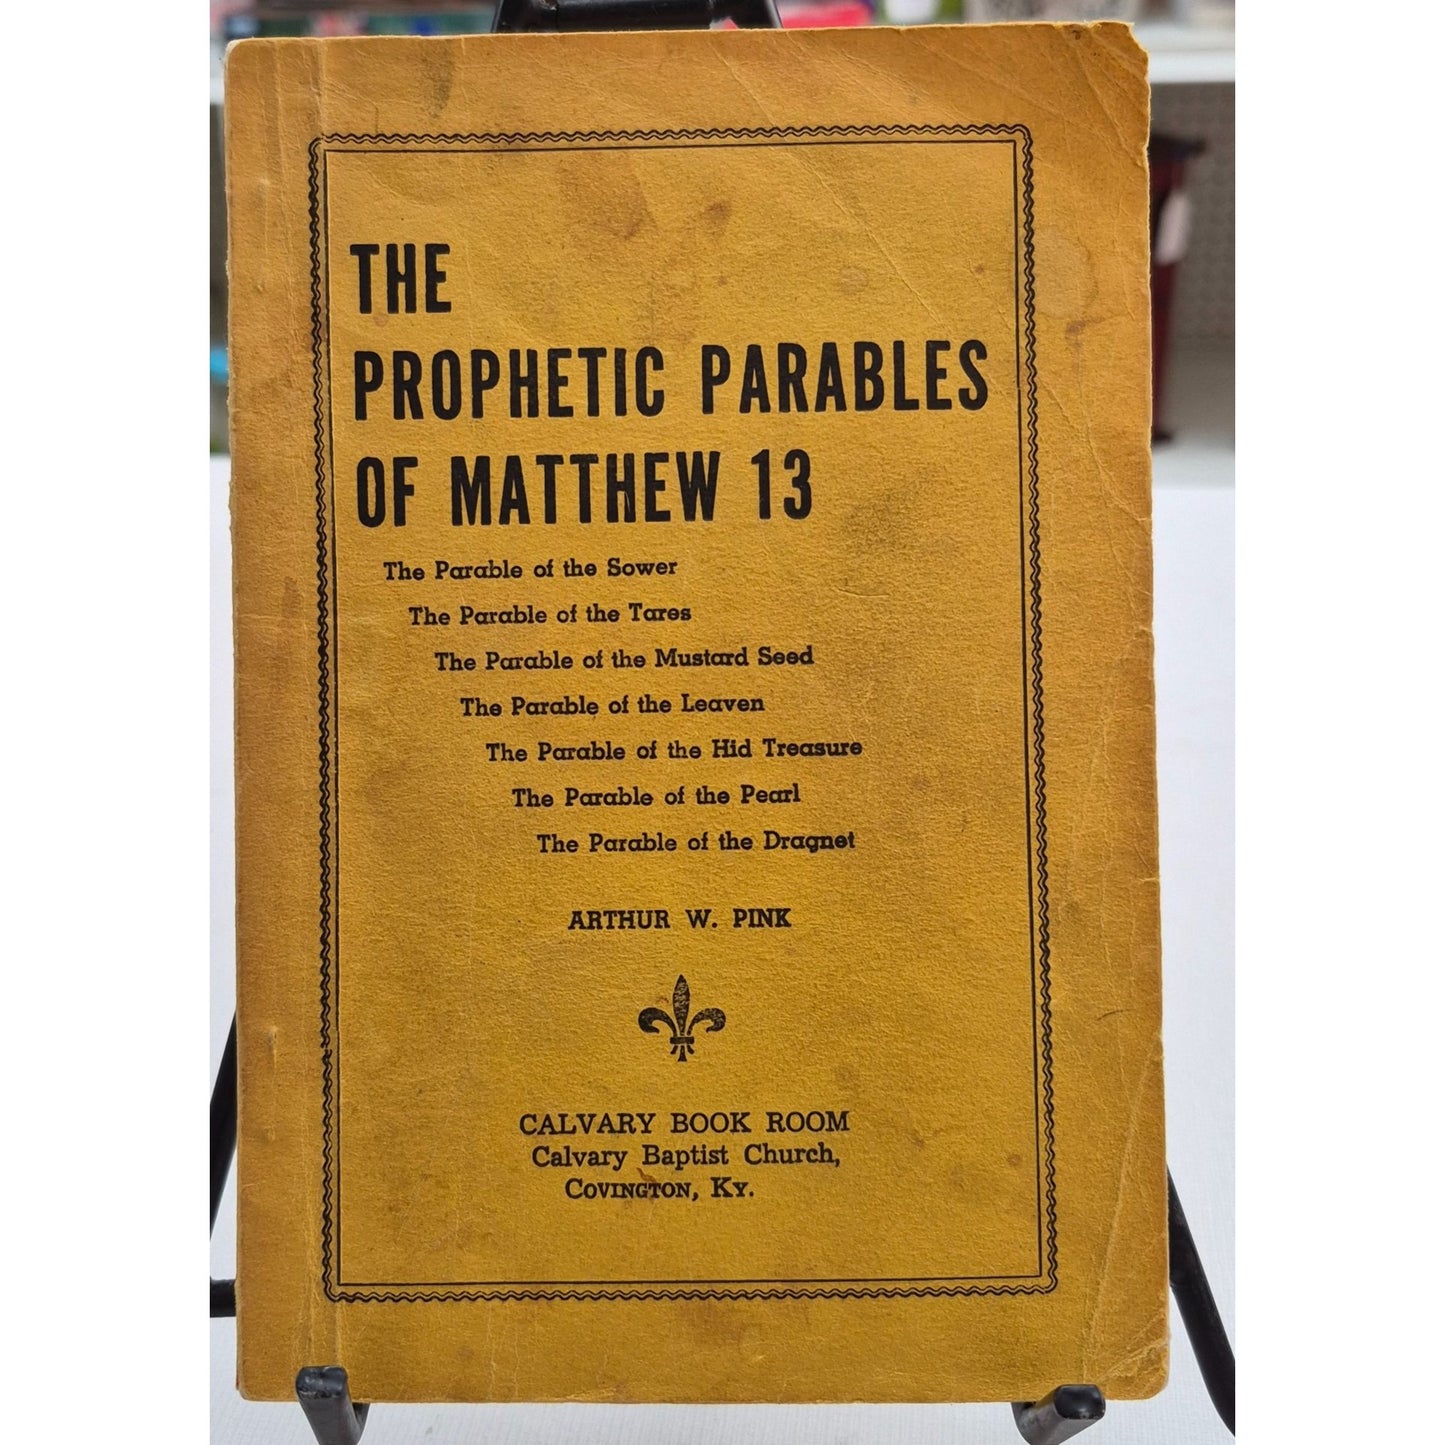 THE
PROPHETIC PARABLES
OF MATTHEW 13
The Parable of the Sower
The Parable of the Tares
The Parable of the Mustard Seed
The Parable of the Leaven
The Parable of the Hid Treasure
The Parable of the Pearl
The Parable of the Dragnet
ARTHUR W. PINK
CALVARY BOOK ROOM
Calvary Baptist Church,
COVINGTON, KY.